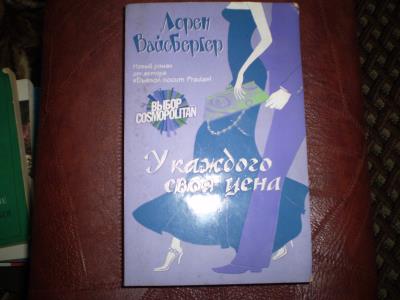 Лорен
Вайсбергер
Новый роман
от автора
«Дьявол носит Prada»!
ВЫБОР
COSMOPOLITAN
У каждого
своя цена